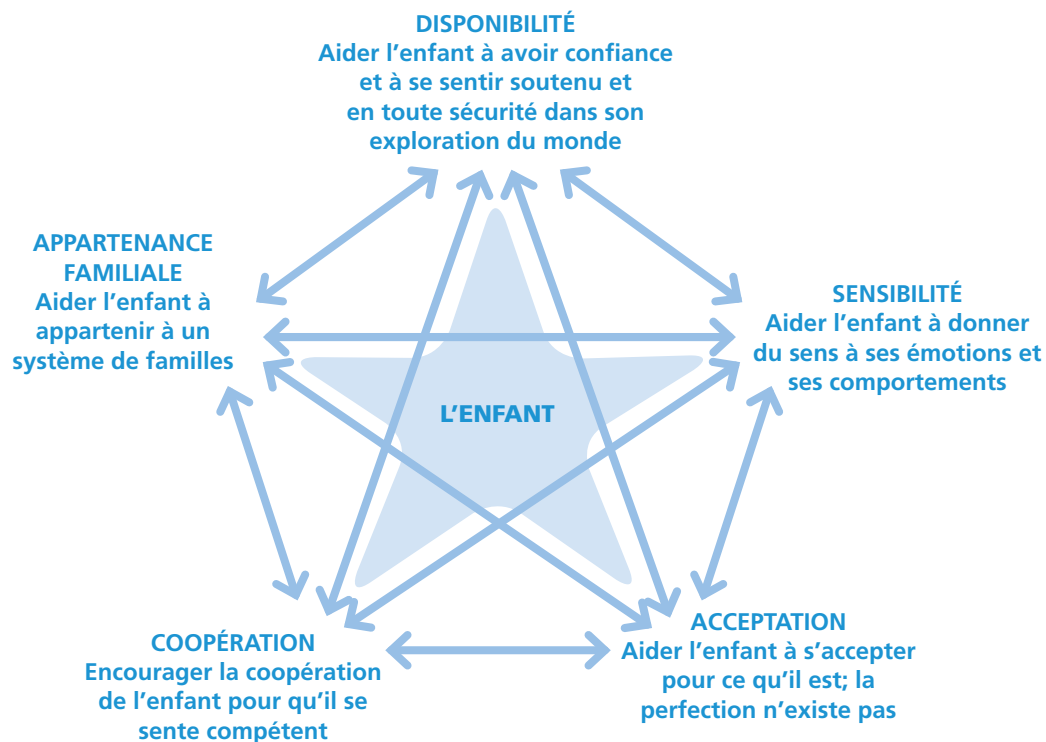 DISPONIBILITÉ
Aider l’enfant à avoir confiance
et à se sentir soutenu et
en toute sécurité dans son
exploration du monde
APPARTENANCE
FAMILIALE
Aider l’enfant à
appartenir à un
système de familles
SENSIBILITÉ
Aider l’enfant à donner
du sens à ses émotions et
ses comportements
L’ENFANT
COOPÉRATION
Encourager la coopération
de l’enfant pour qu’il se
sente compétent
ACCEPTATION
Aider l’enfant à s’accepter
pour ce qu’il est; la
perfection n’existe pas